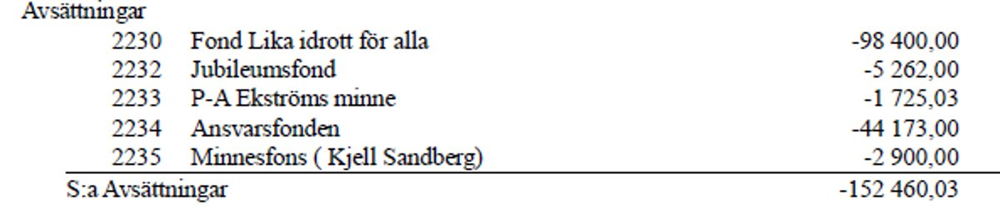 Avsättningar
2230 Fond Lika idrott för alla -98 400,00
2232 Jubileumsfond -5 262,00
2233 P-A Ekströms minne -1 725,03
2234 Ansvarsfonden -44 173,00
2235 Minnesfons ( Kjell Sandberg) -2 900,00
S:a Avsättningar -152 460,03